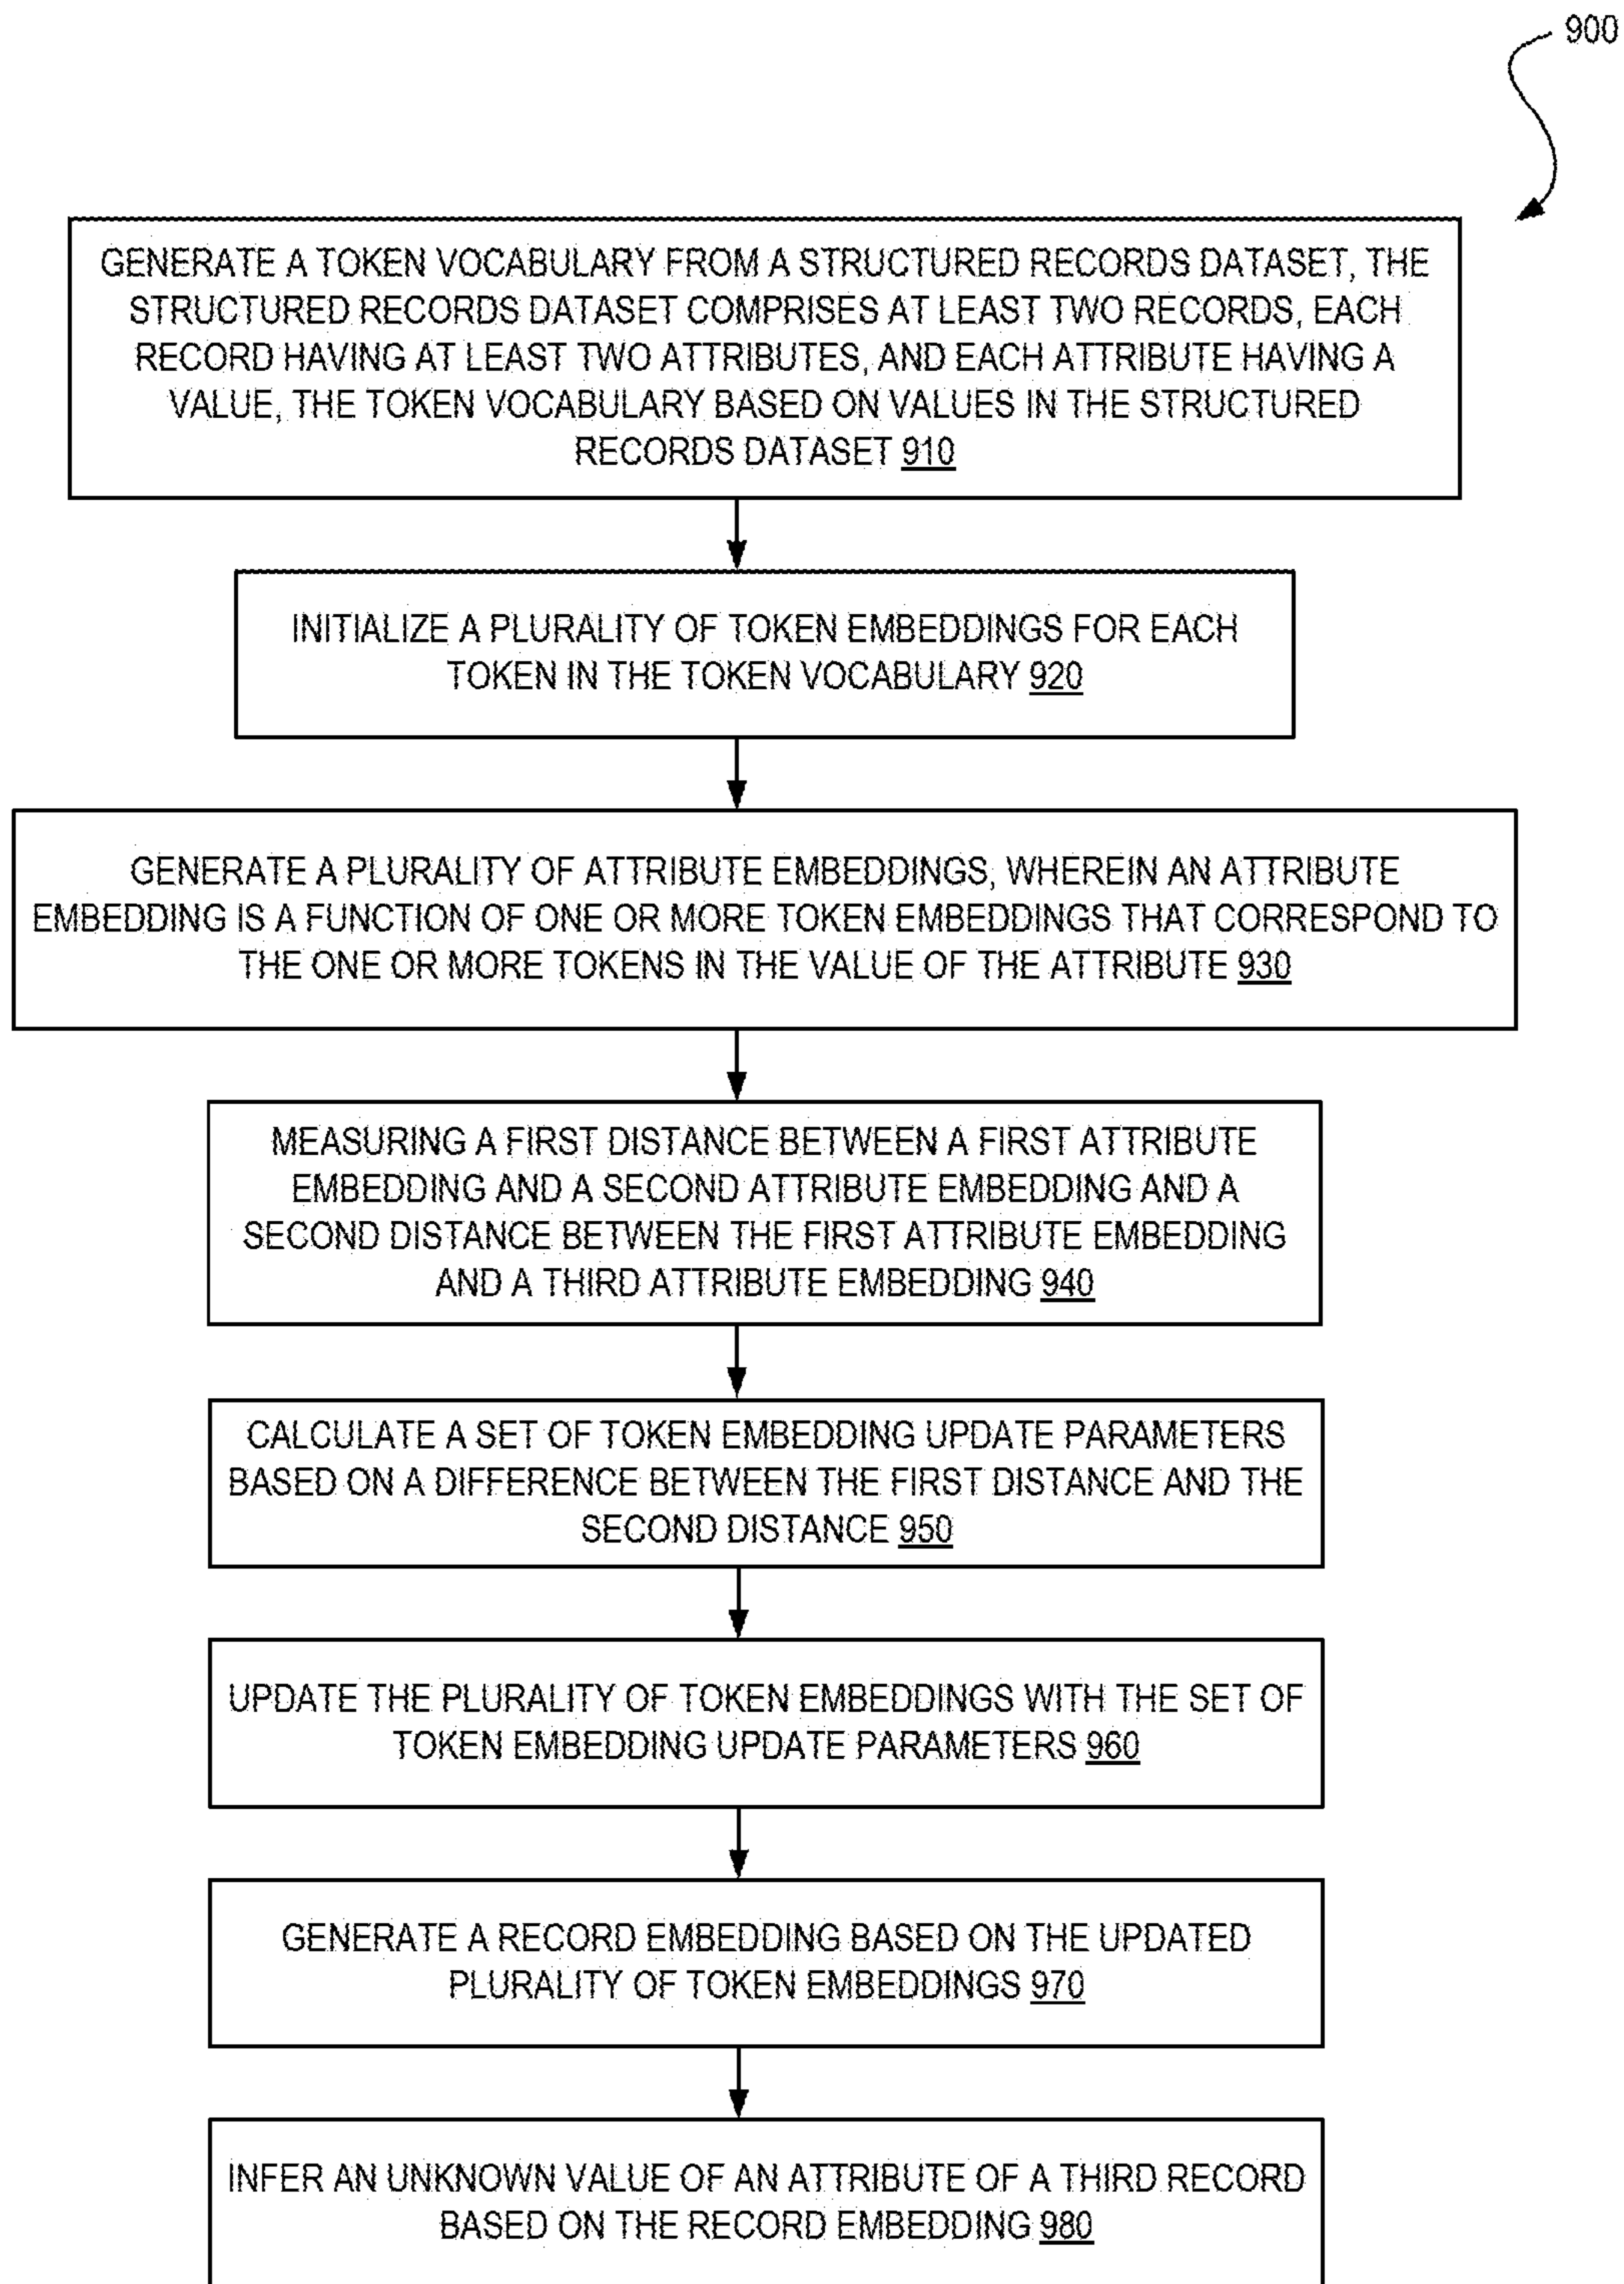 900
GENERATE A TOKEN VOCABULARY FROM A STRUCTURED RECORDS DATASET, THE
STRUCTURED RECORDS DATASET COMPRISES AT LEAST TWO RECORDS, EACH
RECORD HAVING AT LEAST TWO ATTRIBUTES, AND EACH ATTRIBUTE HAVING A
VALUE, THE TOKEN VOCABULARY BASED ON VALUES IN THE STRUCTURED
RECORDS DATASET 910
INITIALIZE A PLURALITY OF TOKEN EMBEDDINGS FOR EACH
TOKEN IN THE TOKEN VOCABULARY 920
GENERATE A PLURALITY OF ATTRIBUTE EMBEDDINGS, WHEREIN AN ATTRIBUTE
EMBEDDING IS A FUNCTION OF ONE OR MORE TOKEN EMBEDDINGS THAT CORRESPOND TO
THE ONE OR MORE TOKENS IN THE VALUE OF THE ATTRIBUTE 930
MEASURING A FIRST DISTANCE BETWEEN A FIRST ATTRIBUTE
EMBEDDING AND A SECOND ATTRIBUTE EMBEDDING AND A
SECOND DISTANCE BETWEEN THE FIRST ATTRIBUTE EMBEDDING
AND A THIRD ATTRIBUTE EMBEDDING 940
CALCULATE A SET OF TOKEN EMBEDDING UPDATE PARAMETERS
BASED ON A DIFFERENCE BETWEEN THE FIRST DISTANCE AND THE
SECOND DISTANCE 950
UPDATE THE PLURALITY OF TOKEN EMBEDDINGS WITH THE SET OF
TOKEN EMBEDDING UPDATE PARAMETERS 960
GENERATE A RECORD EMBEDDING BASED ON THE UPDATED
PLURALITY OF TOKEN EMBEDDINGS 970
INFER AN UNKNOWN VALUE OF AN ATTRIBUTE OF A THIRD RECORD
BASED ON THE RECORD EMBEDDING 980